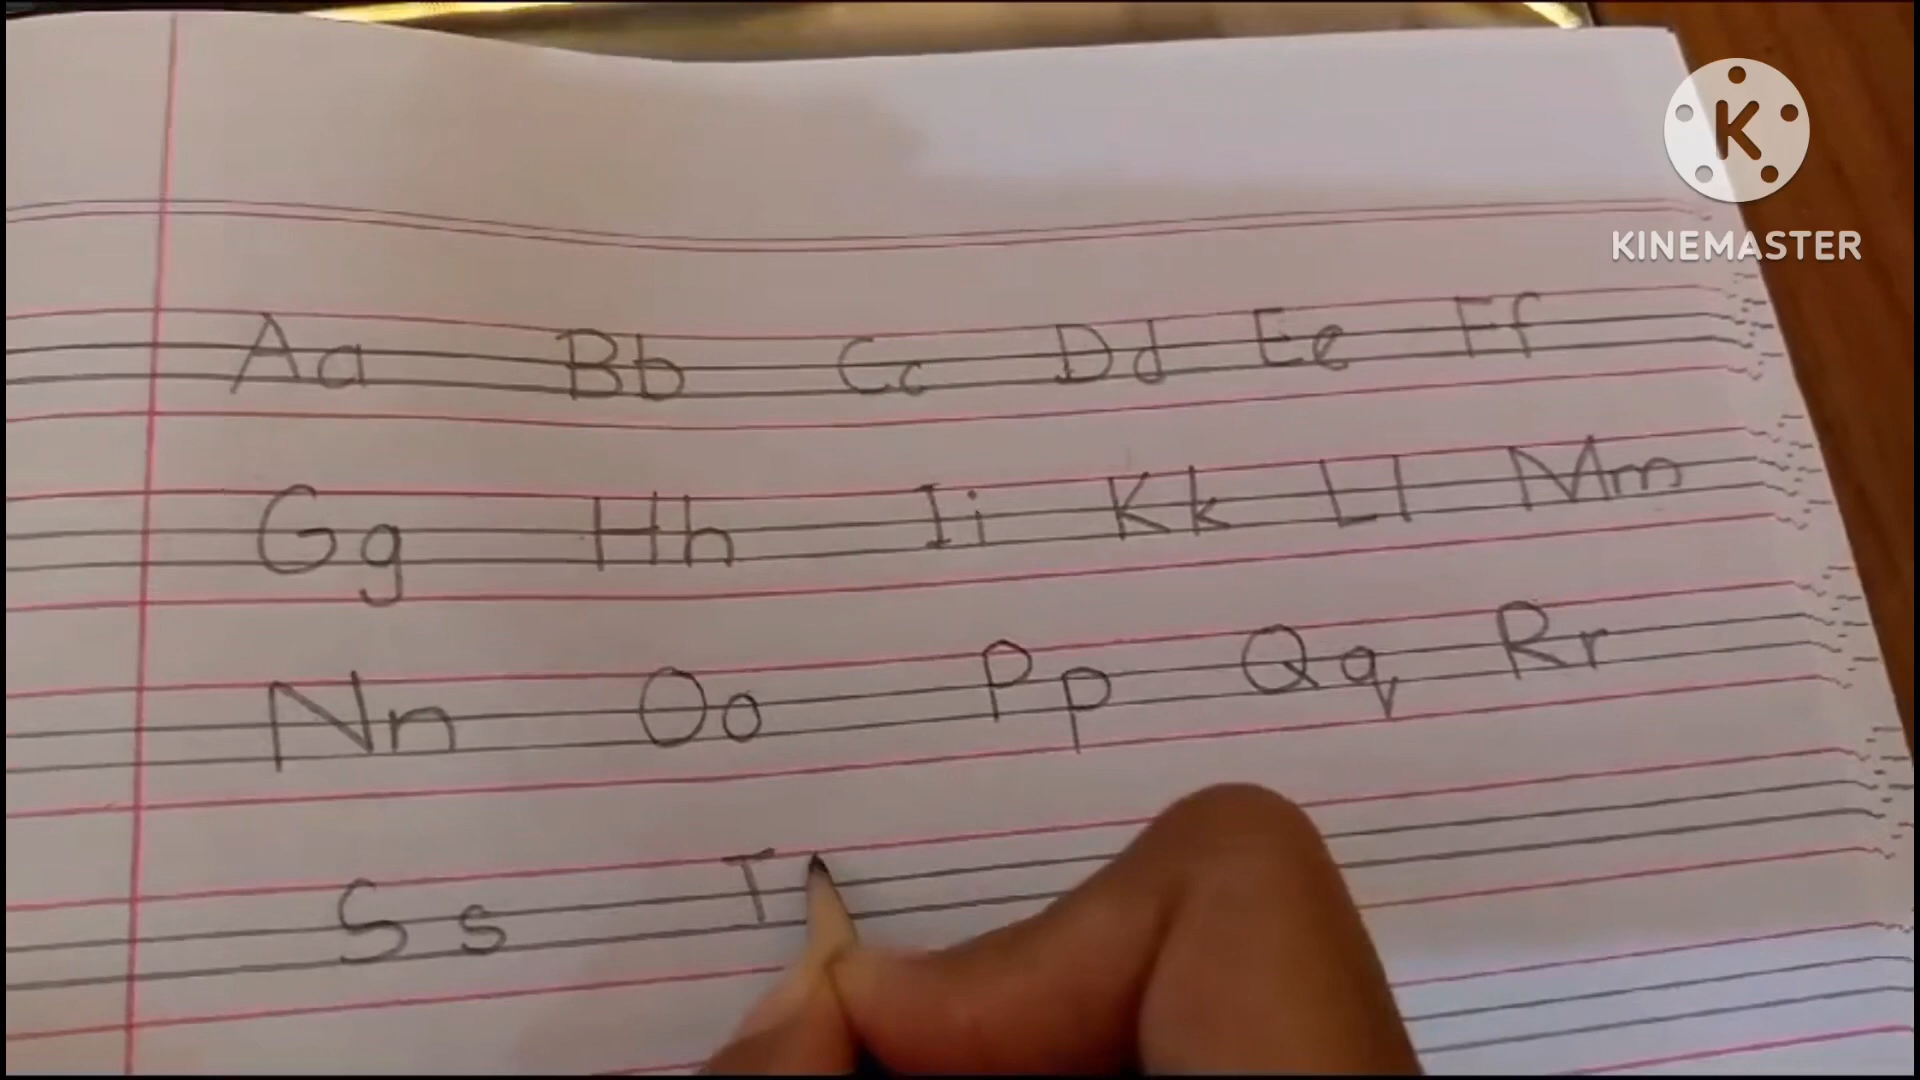 K
KINEMASTER
Aa Bb Cc Dd Ee Ff
Gg Hh Ii Kk Ll Mm
Nn Oo Pp Qq Rr
Ss T